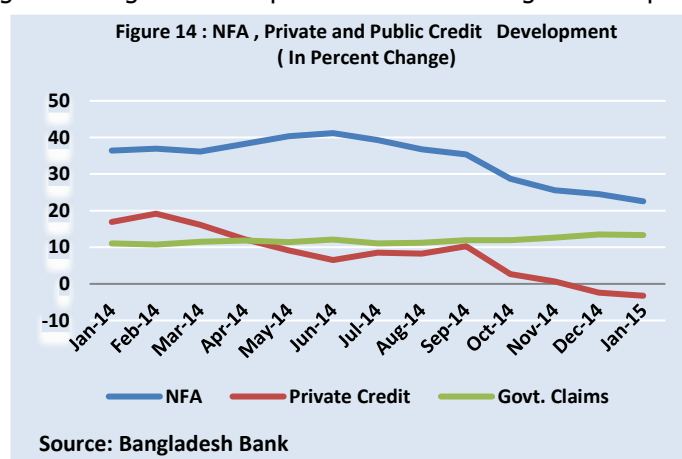 Figure 14 : NFA , Private and Public Credit Development
( In Percent Change)
50
40
30
20
10
0
-10
Jan-14 Feb-14 Mar-14 Apr-14 May-14 Jun-14 Jul-14 Aug-14 Sep-14 Oct-14 Nov-14 Dec-14 Jan-15
NFA Private Credit Govt. Claims
Source: Bangladesh Bank